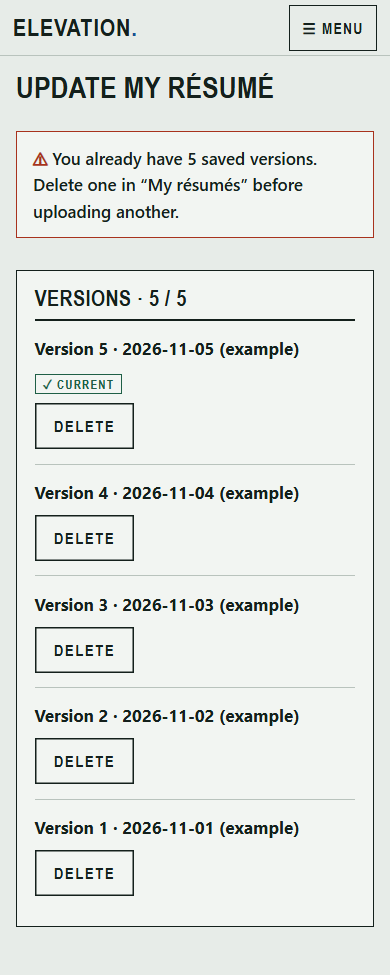 ELEVATION.
☰ MENU
UPDATE MY RÉSUMÉ
⚠ You already have 5 saved versions.
Delete one in “My résumés” before
uploading another.
VERSIONS · 5 / 5
Version 5 · 2026-11-05 (example)
✓ CURRENT
DELETE
Version 4 · 2026-11-04 (example)
DELETE
Version 3 · 2026-11-03 (example)
DELETE
Version 2 · 2026-11-02 (example)
DELETE
Version 1 · 2026-11-01 (example)
DELETE